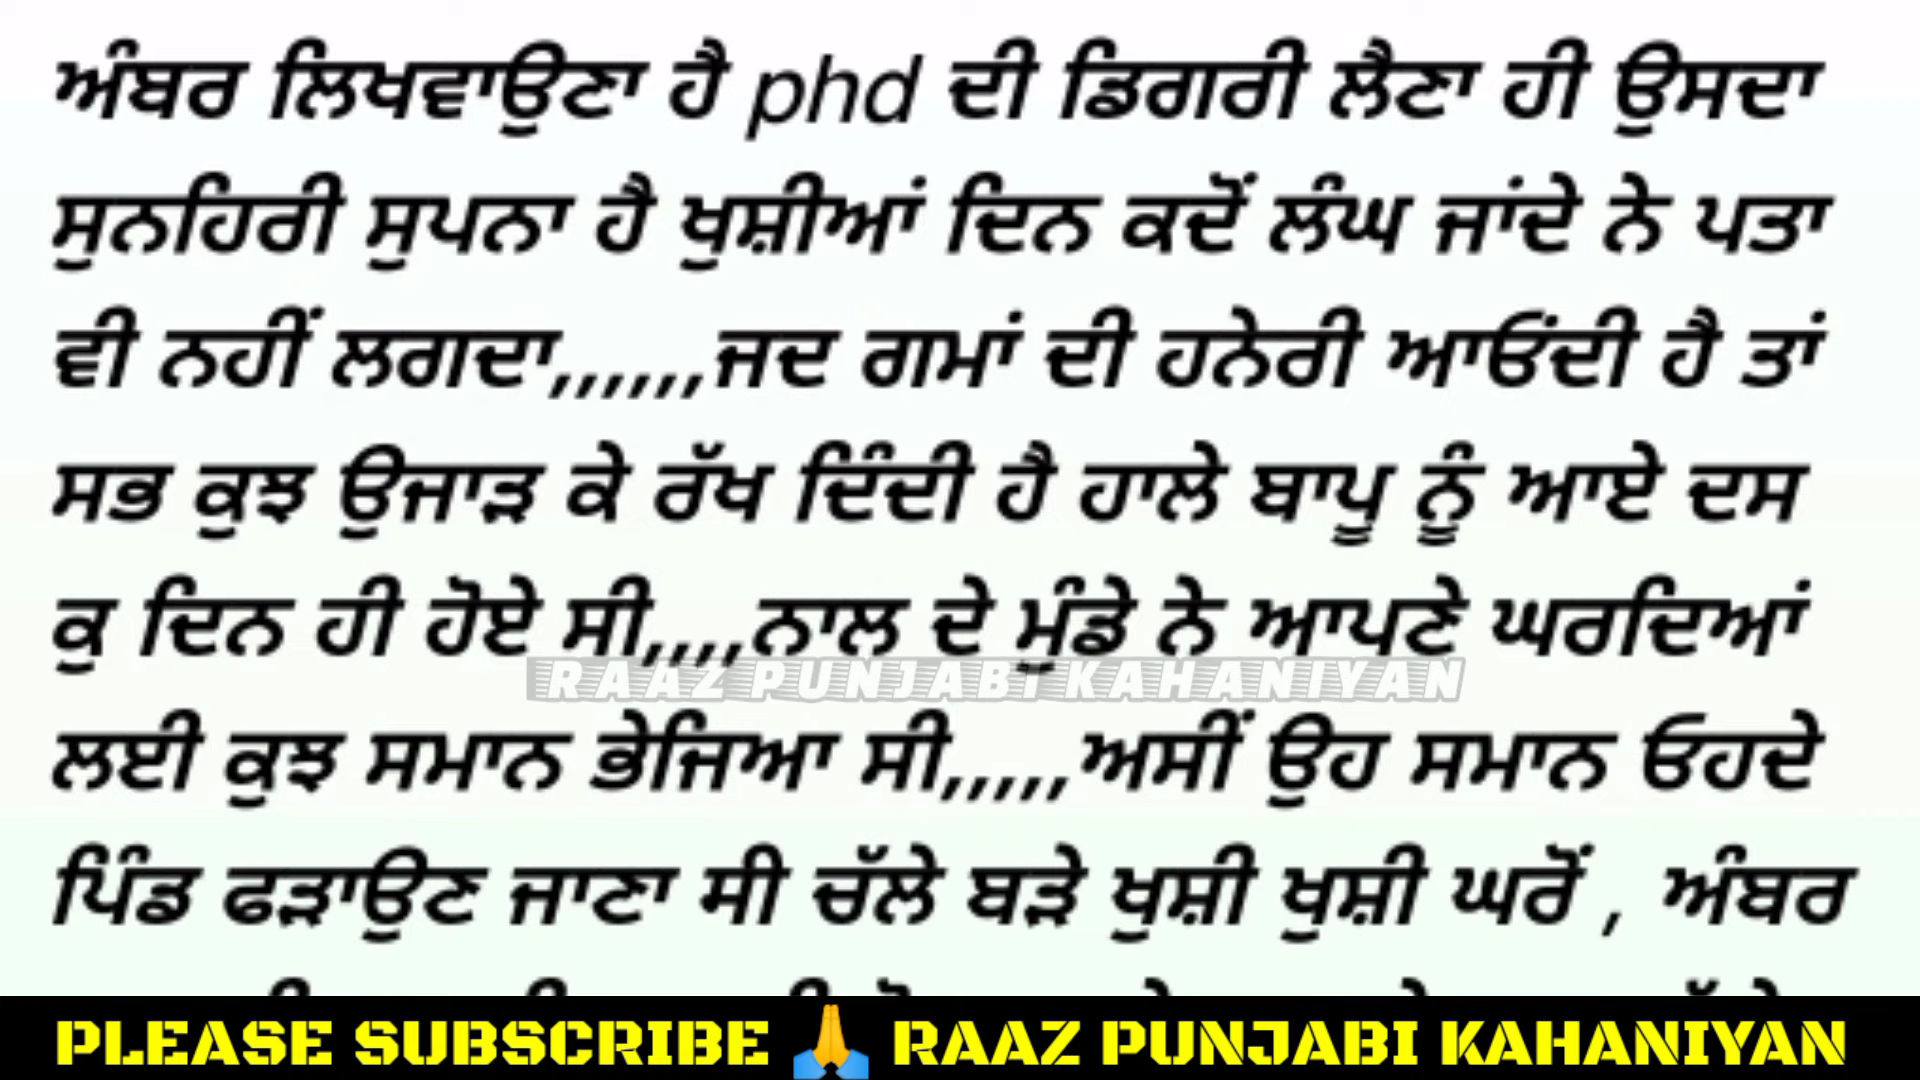 ਅੰਬਰ ਲਿਖਵਾਉਣਾ ਹੈ phd ਦੀ ਡਿਗਰੀ ਲੈਣਾ ਹੀ ਉਸਦਾ
ਸੁਨਹਿਰੀ ਸੁਪਨਾ ਹੈ ਖੁਸ਼ੀਆਂ ਦਿਨ ਕਦੋਂ ਲੰਘ ਜਾਂਦੇ ਨੇ ਪਤਾ
ਵੀ ਨਹੀਂ ਲਗਦਾ,,,,,,ਜਦ ਗਮਾਂ ਦੀ ਹਨੇਰੀ ਆਓਂਦੀ ਹੈ ਤਾਂ
ਸਭ ਕੁਝ ਉਜਾੜ ਕੇ ਰੱਖ ਦਿੰਦੀ ਹੈ ਹਾਲੇ ਬਾਪੂ ਨੂੰ ਆਏ ਦਸ
ਕੁ ਦਿਨ ਹੀ ਹੋਏ ਸੀ,,,,ਨਾਲ ਦੇ ਮੁੰਡੇ ਨੇ ਆਪਣੇ ਘਰਦਿਆਂ
RAAZ PUNJABI KAHANIYAN
ਲਈ ਕੁਝ ਸਮਾਨ ਭੇਜਿਆ ਸੀ,,,,,ਅਸੀਂ ਉਹ ਸਮਾਨ ਓਹਦੇ
ਪਿੰਡ ਫੜਾਉਣ ਜਾਣਾ ਸੀ ਚੱਲੇ ਬੜੇ ਖੁਸ਼ੀ ਖੁਸ਼ੀ ਘਰੋਂ , ਅੰਬਰ
PLEASE SUBSCRIBE 🙏 RAAZ PUNJABI KAHANIYAN